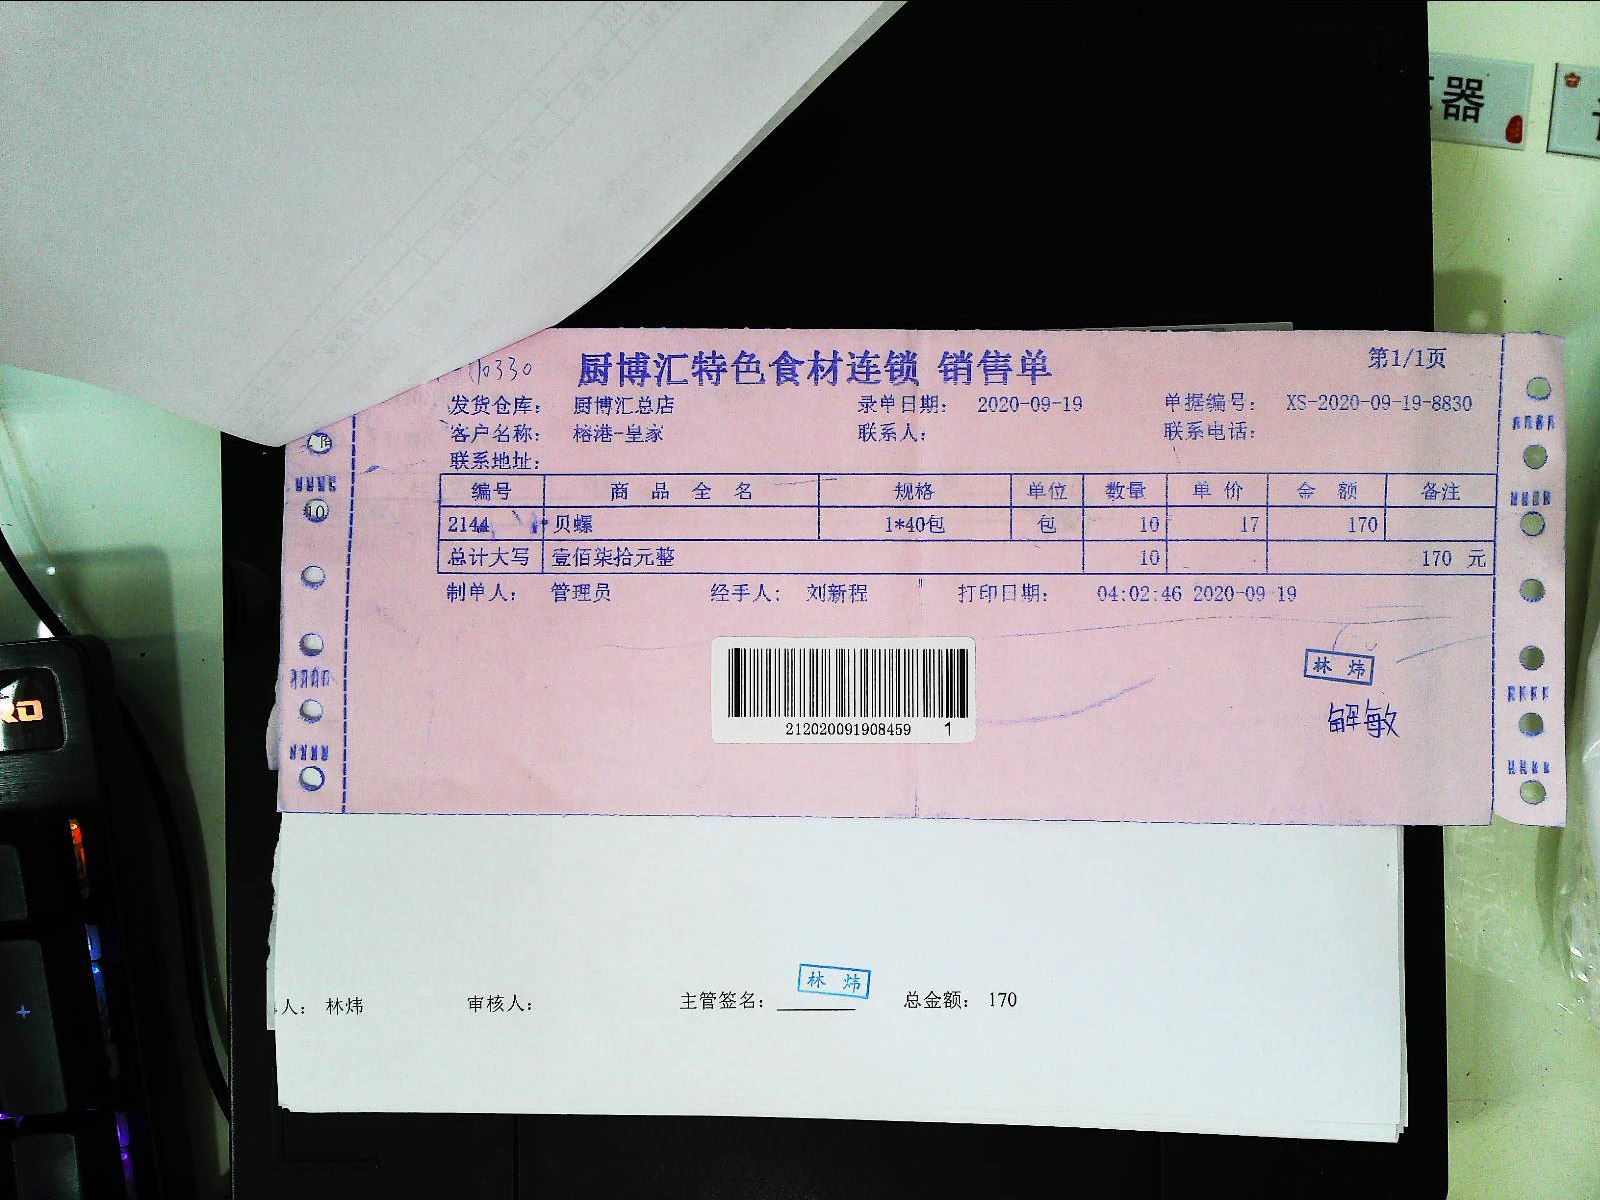 器
10330
厨博汇特色食材连锁 销售单
第1/1页
发货仓库: 厨博汇总店 录单日期: 2020-09-19 单据编号: XS-2020-09-19-8830
客户名称: 榕港-皇家 联系人: 联系电话:
联系地址:
编号 商品全名 规格 单位 数量 单价 金额 备注
2144 贝螺 1*40包 包 10 17 170
总计大写 壹佰柒拾元整 10 170 元
制单人: 管理员 经手人: 刘新程 打印日期: 04:02:46 2020-09-19
林炜
解敏
212020091908459 1
人: 林炜 审核人: 主管签名: 林炜 总金额: 170